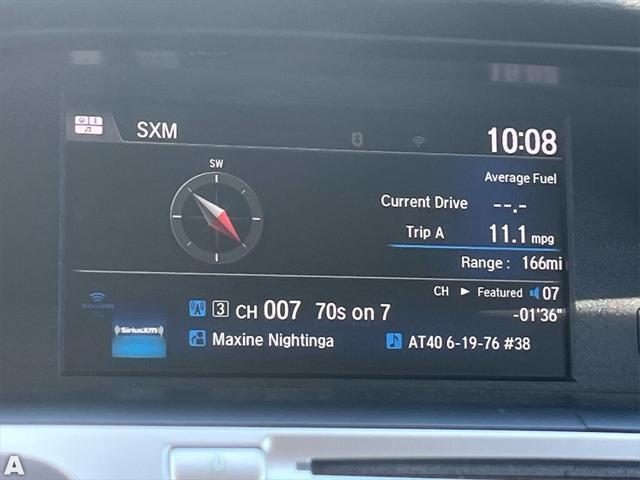 SXM
10:08
SW
Average Fuel
Current Drive --.-
Trip A 11.1 mpg
Range : 166mi
CH ► Featured 07
3 CH 007 70s on 7 -01'36"
((SiriusXM))
Maxine Nightinga AT40 6-19-76 #38
A